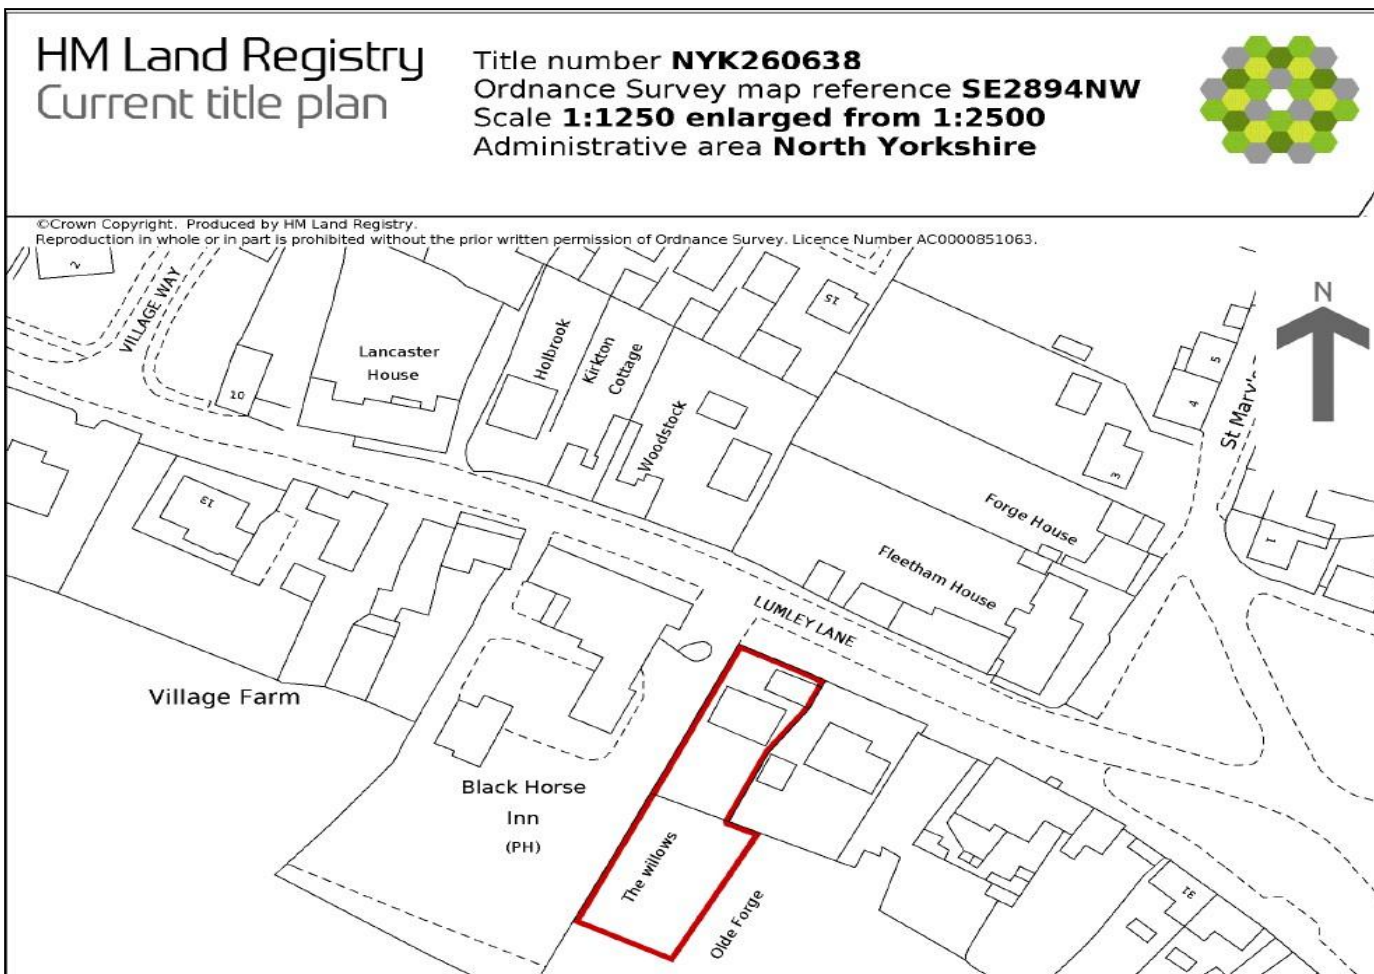 HM Land Registry
Current title plan
Title number NYK260638
Ordnance Survey map reference SE2894NW
Scale 1:1250 enlarged from 1:2500
Administrative area North Yorkshire
©Crown Copyright. Produced by HM Land Registry.
Reproduction in whole or in part is prohibited without the prior written permission of Ordnance Survey. Licence Number AC0000851063.
2
VILLAGE WAY
10
Lancaster
House
Holbrook
Kirkton
Cottage
Woodstock
15
5
4
3
St Mary's
N
13
Forge House
Fleetham House
1
LUMLEY LANE
Village Farm
Black Horse
Inn
(PH)
The willows
Olde Forge
31